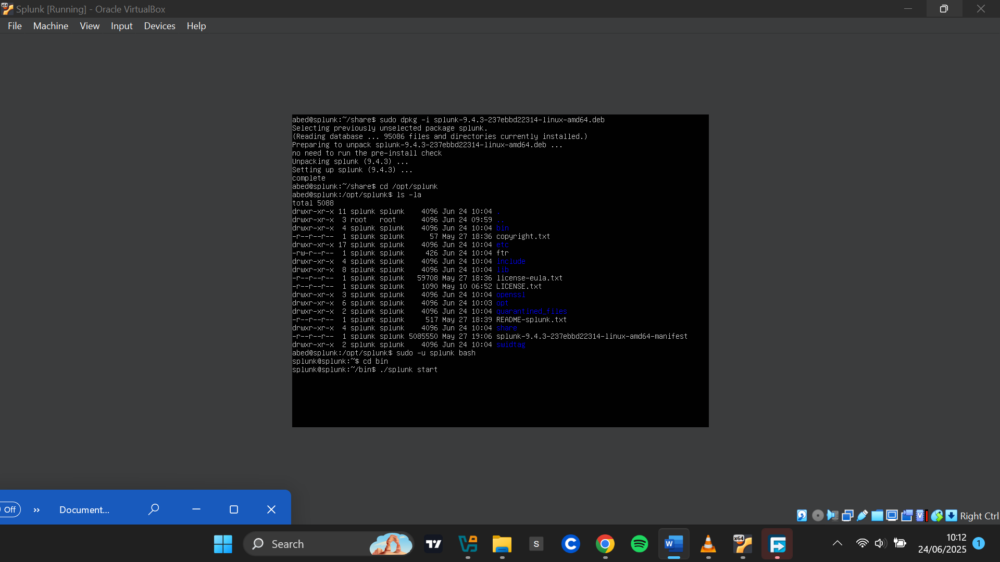 Splunk [Running] - Oracle VirtualBox
File Machine View Input Devices Help
abed@splunk:~/share$ sudo dpkg -i splunk-9.4.3-237ebbd22314-linux-amd64.deb
Selecting previously unselected package splunk.
(Reading database ... 95086 files and directories currently installed.)
Preparing to unpack splunk-9.4.3-237ebbd22314-linux-amd64.deb ...
no need to run the pre-install check
Unpacking splunk (9.4.3) ...
Setting up splunk (9.4.3) ...
complete
abed@splunk:~/share$ cd /opt/splunk
abed@splunk:/opt/splunk$ ls -la
total 5088
drwxr-xr-x 11 splunk splunk    4096 Jun 24 10:04 .
drwxr-xr-x  3 root   root      4096 Jun 24 09:59 ..
drwxr-xr-x  4 splunk splunk    4096 Jun 24 10:04 bin
-r--r--r--  1 splunk splunk      57 May 27 18:36 copyright.txt
drwxr-xr-x 17 splunk splunk    4096 Jun 24 10:04 etc
-rw-r--r--  1 splunk splunk     426 Jun 24 10:04 ftr
drwxr-xr-x  4 splunk splunk    4096 Jun 24 10:04 include
drwxr-xr-x  8 splunk splunk    4096 Jun 24 10:04 lib
-r--r--r--  1 splunk splunk   59708 May 27 18:36 license-eula.txt
-r--r--r--  1 splunk splunk    1090 May 10 06:52 LICENSE.txt
drwxr-xr-x  3 splunk splunk    4096 Jun 24 10:04 openssl
drwxr-xr-x  6 splunk splunk    4096 Jun 24 10:03 opt
drwxr-xr-x  2 splunk splunk    4096 Jun 24 10:04 quarantined_files
-r--r--r--  1 splunk splunk     517 May 27 18:39 README-splunk.txt
drwxr-xr-x  4 splunk splunk    4096 Jun 24 10:04 share
-r--r--r--  1 splunk splunk 5085550 May 27 19:06 splunk-9.4.3-237ebbd22314-linux-amd64-manifest
drwxr-xr-x  2 splunk splunk    4096 Jun 24 10:04 swidtag
abed@splunk:/opt/splunk$ sudo -u splunk bash
splunk@splunk:~$ cd bin
splunk@splunk:~/bin$ ./splunk start
Off » Document...
Right Ctrl
Search
10:12
24/06/2025
1